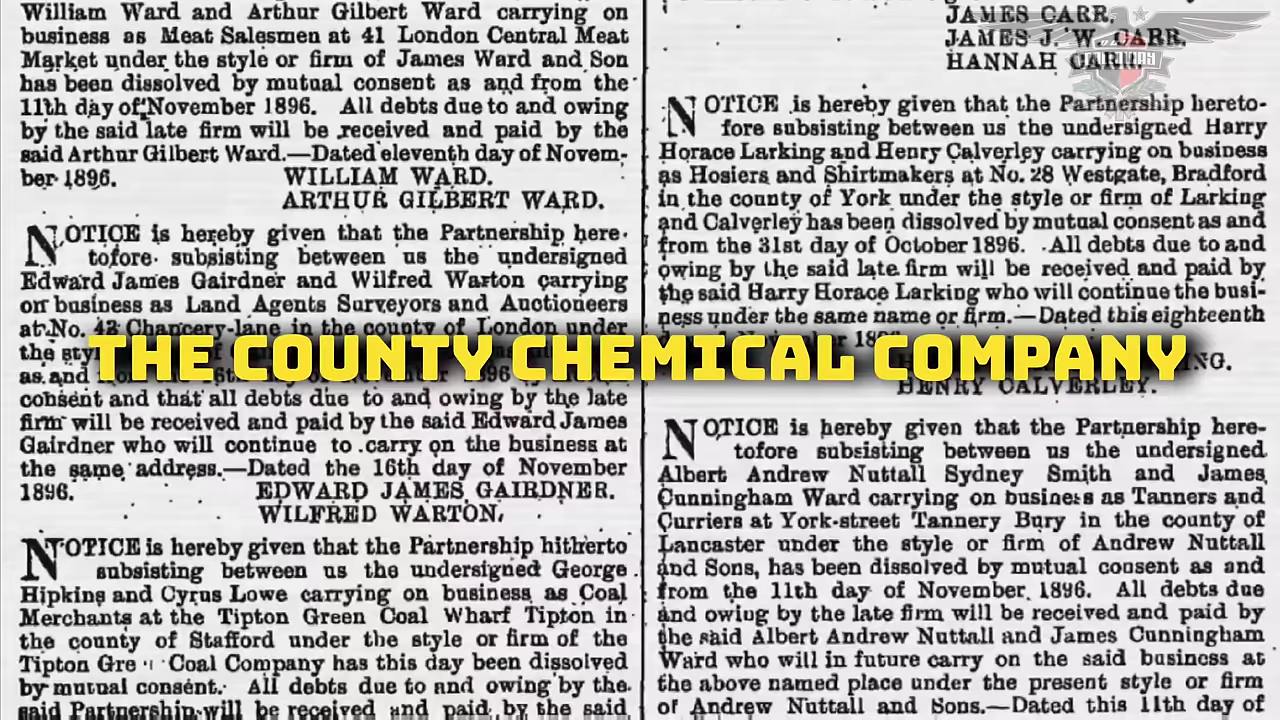 William Ward and Arthur Gilbert Ward carrying on
business as Meat Salesmen at 41 London Central Meat
Market under the style or firm of James Ward and Son
has been dissolved by mutual consent as and from the
11th day of November 1896. All debts due to and owing
by the said late firm will be received and paid by the
said Arthur Gilbert Ward.—Dated eleventh day of Novem-
ber 1896. WILLIAM WARD.
ARTHUR GILBERT WARD.
NOTICE is hereby given that the Partnership here-
tofore subsisting between us the undersigned
Edward James Gairdner and Wilfred Warton carrying
on business as Land Agents Surveyors and Auctioneers
at No. 43 Chancery-lane in the county of London under
the
as and
consent and that all debts due to and owing by the late
firm will be received and paid by the said Edward James
Gairdner who will continue to carry on the business at
the same address.—Dated the 16th day of November
1896. EDWARD JAMES GAIRDNER.
WILFRED WARTON.
NOTICE is hereby given that the Partnership hitherto
subsisting between us the undersigned George
Hipkins and Cyrus Lowe carrying on business as Coal
Merchants at the Tipton Green Coal Wharf Tipton in
the county of Stafford under the style or firm of the
Tipton Coal Company has this day been dissolved
by mutual consent. All debts due to and owing by the
said Partnership will be received and paid by the said
JAMES CARR.
JAMES J. W. CARR.
HANNAH CARR.
NOTICE is hereby given that the Partnership hereto-
fore subsisting between us the undersigned Harry
Horace Larking and Henry Calverley carrying on business
as Hosiers and Shirtmakers at No. 28 Westgate, Bradford
in the county of York under the style or firm of Larking
and Calverley has been dissolved by mutual consent as and
from the 31st day of October 1896. All debts due to and
owing by the said late firm will be received and paid by
the said Harry Horace Larking who will continue the busi-
ness under the same name or firm.—Dated this eighteenth
HENRY CALVERLEY.
NOTICE is hereby given that the Partnership here-
tofore subsisting between us the undersigned
Albert Andrew Nuttall Sydney Smith and James
Cunningham Ward carrying on business as Tanners and
Curriers at York-street Tannery Bury in the county of
Lancaster under the style or firm of Andrew Nuttall
and Sons, has been dissolved by mutual consent as and
from the 11th day of November 1896. All debts due
and owing by the late firm will be received and paid by
the said Albert Andrew Nuttall and James Cunningham
Ward who will in future carry on the said business at
the above named place under the present style or firm
of Andrew Nuttall and Sons.—Dated this 11th day of
THE COUNTY CHEMICAL COMPANY